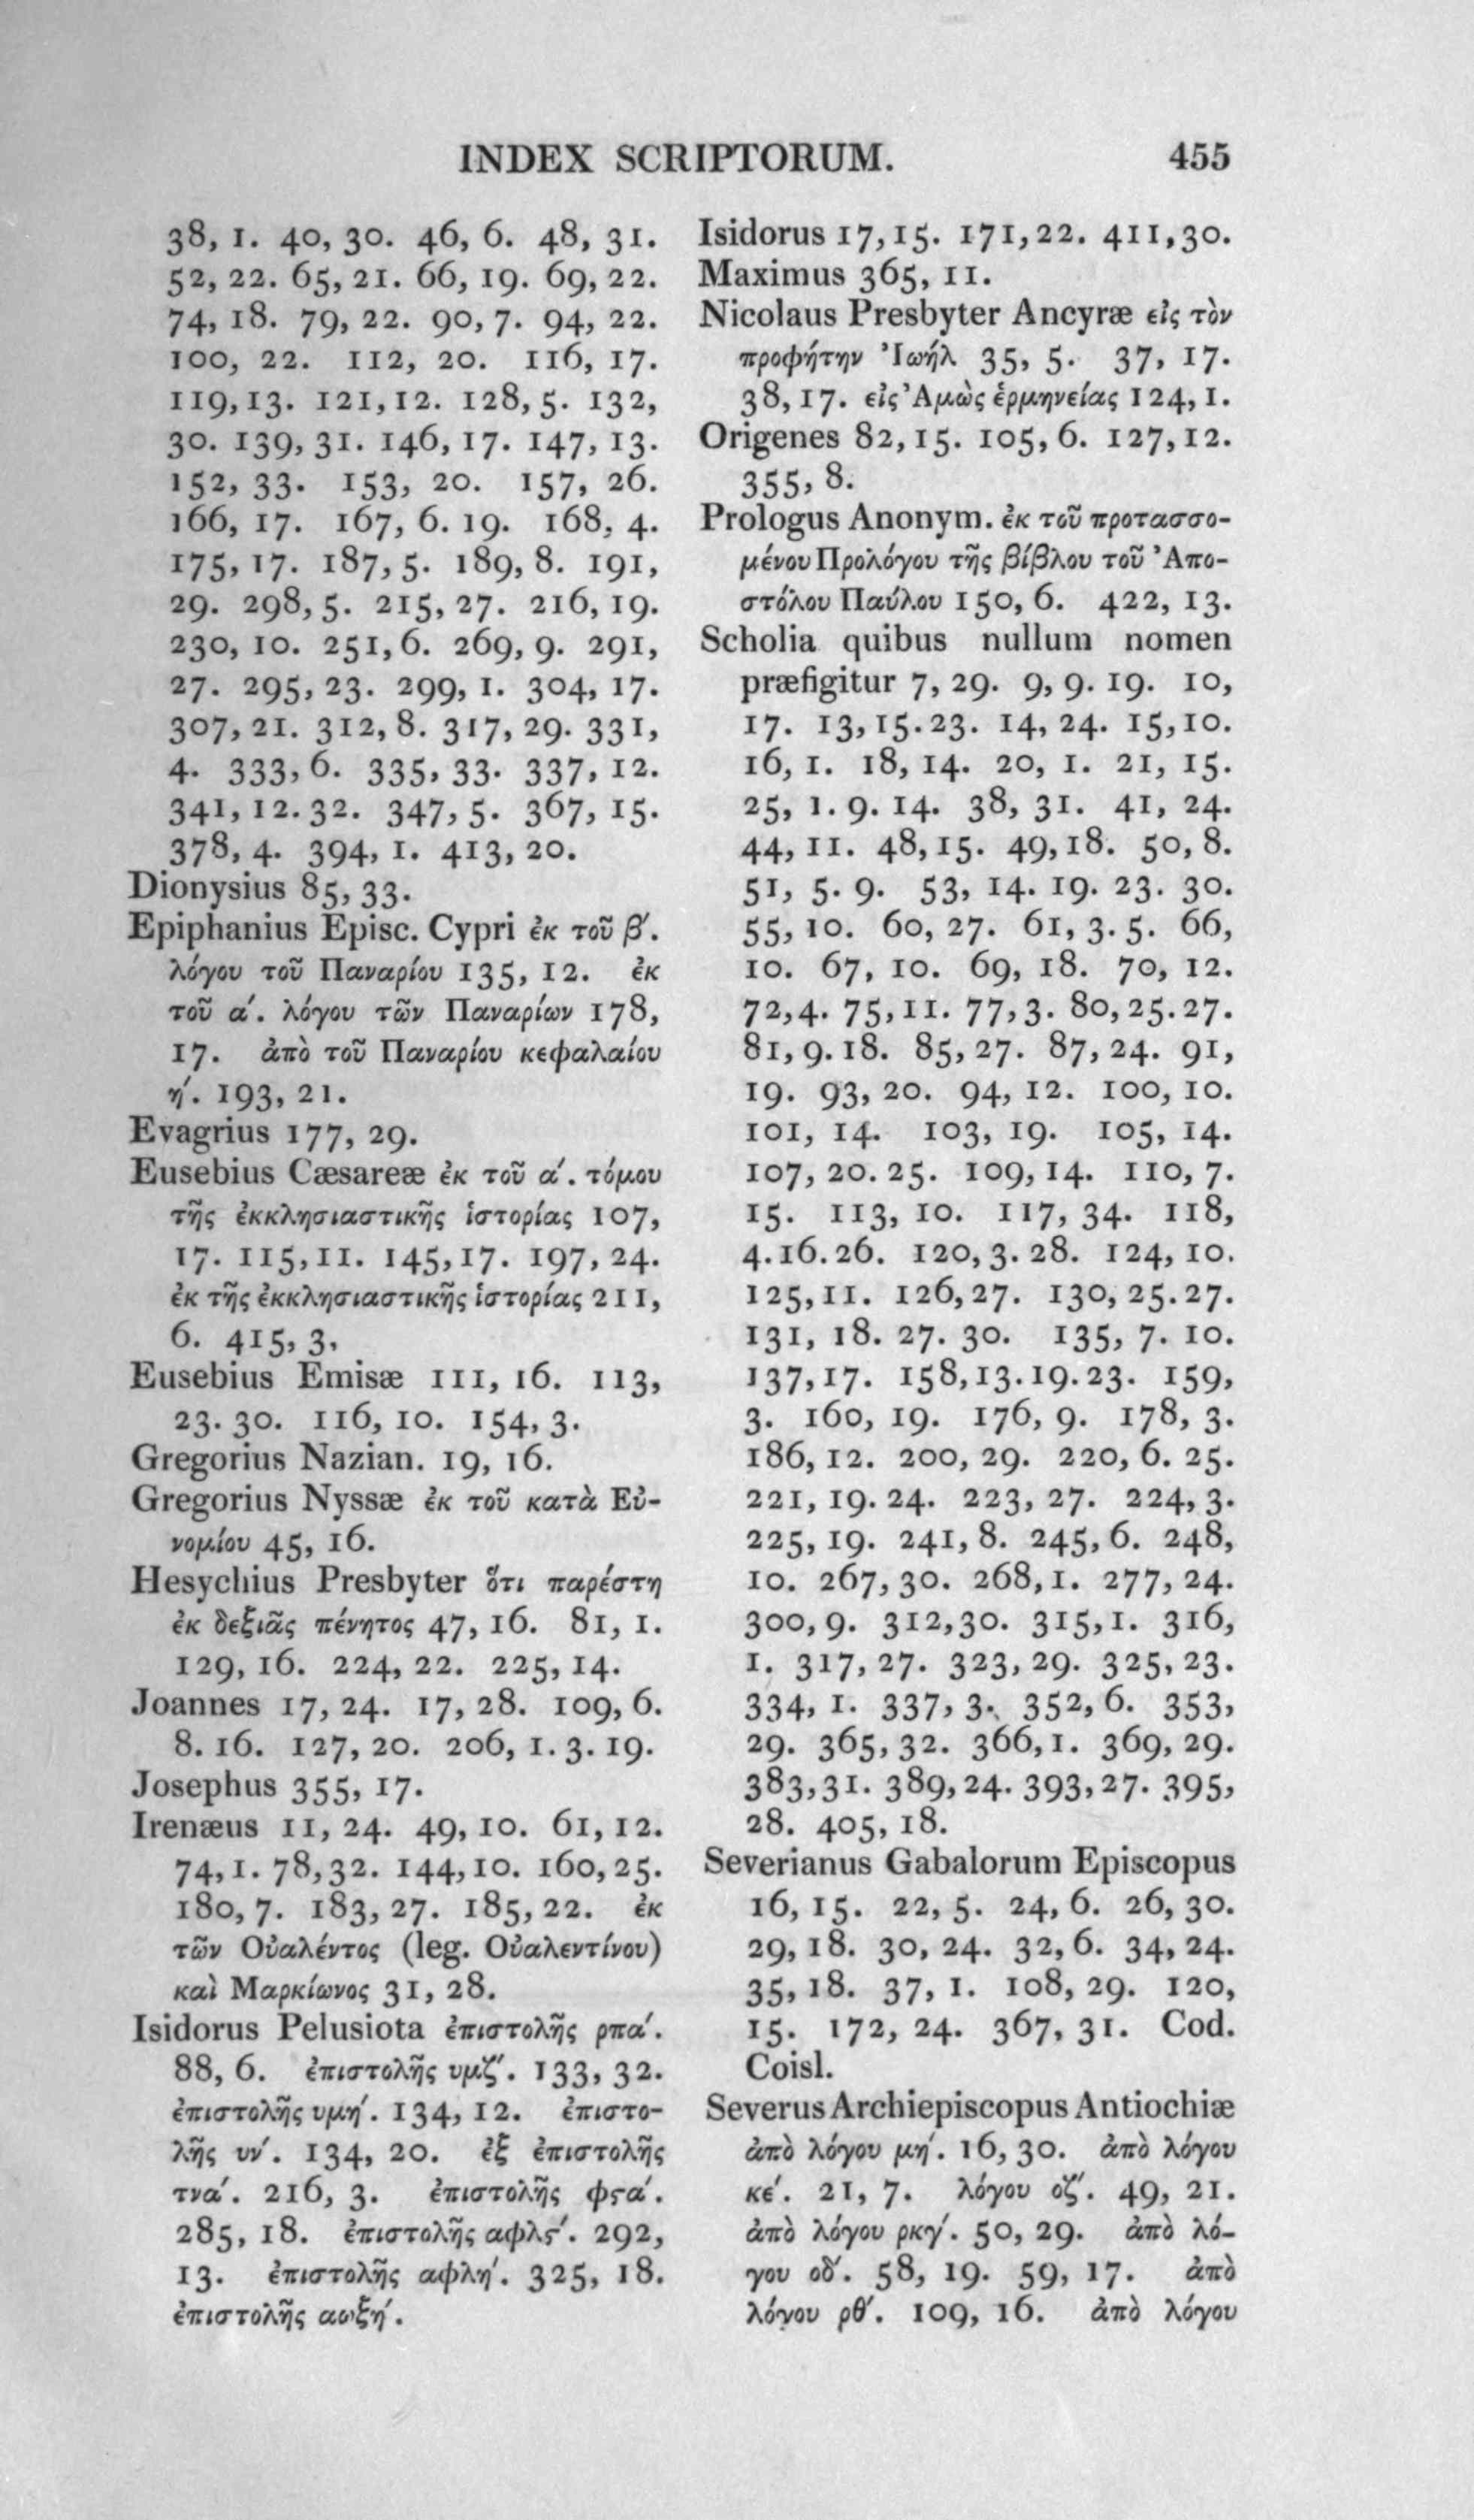 INDEX SCRIPTORUM. 455
38, 1. 40, 30. 46, 6. 48, 31.
52, 22. 65, 21. 66, 19. 69, 22.
74, 18. 79, 22. 90, 7. 94, 22.
100, 22. 112, 20. 116, 17.
119, 13. 121, 12. 128, 5. 132,
30. 139, 31. 146, 17. 147, 13.
152, 33. 153, 20. 157, 26.
166, 17. 167, 6. 19. 168, 4.
175, 17. 187, 5. 189, 8. 191,
29. 298, 5. 215, 27. 216, 19.
230, 10. 251, 6. 269, 9. 291,
27. 295, 23. 299, 1. 304, 17.
307, 21. 312, 8. 317, 29. 331,
4. 333, 6. 335, 33. 337, 12.
341, 12. 32. 347, 5. 367, 15.
378, 4. 394, 1. 413, 20.
Dionysius 85, 33.
Epiphanius Episc. Cypri ἐκ τοῦ β΄.
λόγου τοῦ Παναρίου 135, 12. ἐκ
τοῦ α΄. λόγου τῶν Παναρίων 178,
17. ἀπὸ τοῦ Παναρίου κεφαλαίου
η΄. 193, 21.
Evagrius 177, 29.
Eusebius Cæsareæ ἐκ τοῦ α΄. τόμου
τῆς ἐκκλησιαστικῆς ἱστορίας 107,
17. 115, 11. 145, 17. 197, 24.
ἐκ τῆς ἐκκλησιαστικῆς ἱστορίας 211,
6. 415, 3.
Eusebius Emisæ 111, 16. 113,
23. 30. 116, 10. 154, 3.
Gregorius Nazian. 19, 16.
Gregorius Nyssæ ἐκ τοῦ κατὰ Εὐ-
νομίου 45, 16.
Hesychius Presbyter ὅτι παρέστη
ἐκ δεξιᾶς πένητος 47, 16. 81, 1.
129, 16. 224, 22. 225, 14.
Joannes 17, 24. 17, 28. 109, 6.
8. 16. 127, 20. 206, 1. 3. 19.
Josephus 355, 17.
Irenæus 11, 24. 49, 10. 61, 12.
74, 1. 78, 32. 144, 10. 160, 25.
180, 7. 183, 27. 185, 22. ἐκ
τῶν Οὐαλέντος (leg. Οὐαλεντίνου)
καὶ Μαρκίωνος 31, 28.
Isidorus Pelusiota ἐπιστολῆς ρπα΄.
88, 6. ἐπιστολῆς υμζ΄. 133, 32.
ἐπιστολῆς υμη΄. 134, 12. ἐπιστο-
λῆς υν΄. 134, 20. ἐξ ἐπιστολῆς
τνα΄. 216, 3. ἐπιστολῆς φϛα΄.
285, 18. ἐπιστολῆς αφλϛ΄. 292,
13. ἐπιστολῆς αφλη΄. 325, 18.
ἐπιστολῆς αωξη΄.
Isidorus 17, 15. 171, 22. 411, 30.
Maximus 365, 11.
Nicolaus Presbyter Ancyræ εἰς τὸν
προφήτην Ἰωήλ 35, 5. 37, 17.
38, 17. εἰς Ἀμὼς ἑρμηνείας 124, 1.
Origenes 82, 15. 105, 6. 127, 12.
355, 8.
Prologus Anonym. ἐκ τοῦ προτασσο-
μένου Προλόγου τῆς βίβλου τοῦ Ἀπο-
στόλου Παύλου 150, 6. 422, 13.
Scholia quibus nullum nomen
præfigitur 7, 29. 9, 9. 19. 10,
17. 13, 15. 23. 14, 24. 15, 10.
16, 1. 18, 14. 20, 1. 21, 15.
25, 1. 9. 14. 38, 31. 41, 24.
44, 11. 48, 15. 49, 18. 50, 8.
51, 5. 9. 53, 14. 19. 23. 30.
55, 10. 60, 27. 61, 3. 5. 66,
10. 67, 10. 69, 18. 70, 12.
72, 4. 75, 11. 77, 3. 80, 25. 27.
81, 9. 18. 85, 27. 87, 24. 91,
19. 93, 20. 94, 12. 100, 10.
101, 14. 103, 19. 105, 14.
107, 20. 25. 109, 14. 110, 7.
15. 113, 10. 117, 34. 118,
4. 16. 26. 120, 3. 28. 124, 10.
125, 11. 126, 27. 130, 25. 27.
131, 18. 27. 30. 135, 7. 10.
137, 17. 158, 13. 19. 23. 159,
3. 160, 19. 176, 9. 178, 3.
186, 12. 200, 29. 220, 6. 25.
221, 19. 24. 223, 27. 224, 3.
225, 19. 241, 8. 245, 6. 248,
10. 267, 30. 268, 1. 277, 24.
300, 9. 312, 30. 315, 1. 316,
1. 317, 27. 323, 29. 325, 23.
334, 1. 337, 3. 352, 6. 353,
29. 365, 32. 366, 1. 369, 29.
383, 31. 389, 24. 393, 27. 395,
28. 405, 18.
Severianus Gabalorum Episcopus
16, 15. 22, 5. 24, 6. 26, 30.
29, 18. 30, 24. 32, 6. 34, 24.
35, 18. 37, 1. 108, 29. 120,
15. 172, 24. 367, 31. Cod.
Coisl.
Severus Archiepiscopus Antiochiæ
ἀπὸ λόγου μη΄. 16, 30. ἀπὸ λόγου
κε΄. 21, 7. λόγου οζ΄. 49, 21.
ἀπὸ λόγου ρκγ΄. 50, 29. ἀπὸ λό-
γου οδ΄. 58, 19. 59, 17. ἀπὸ
λόγου ρθ΄. 109, 16. ἀπὸ λόγου